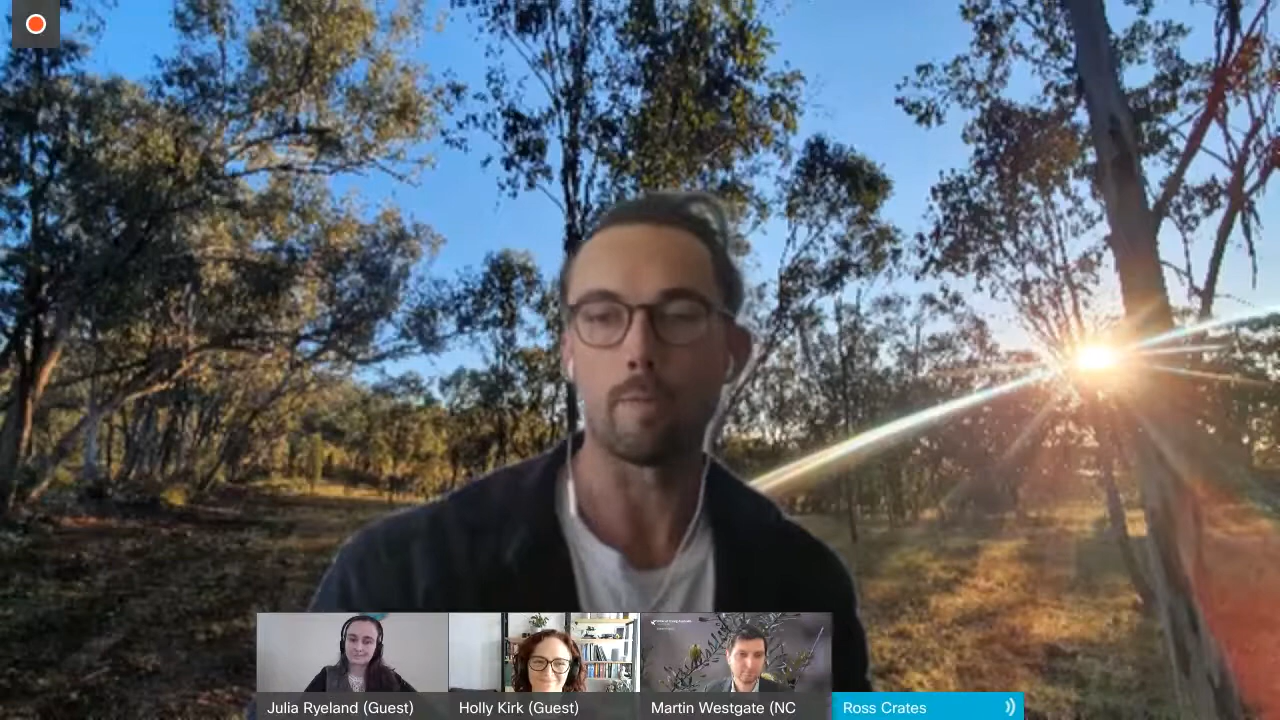 Julia Ryeland (Guest)
Holly Kirk (Guest)
Martin Westgate (NC
Ross Crates